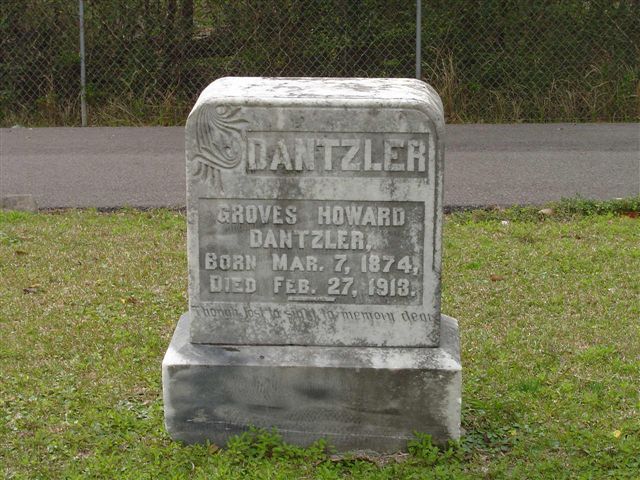 DANTZLER
GROVES HOWARD
DANTZLER,
BORN MAR. 7, 1874,
DIED FEB. 27, 1913.
Though lost to sight, to memory dear